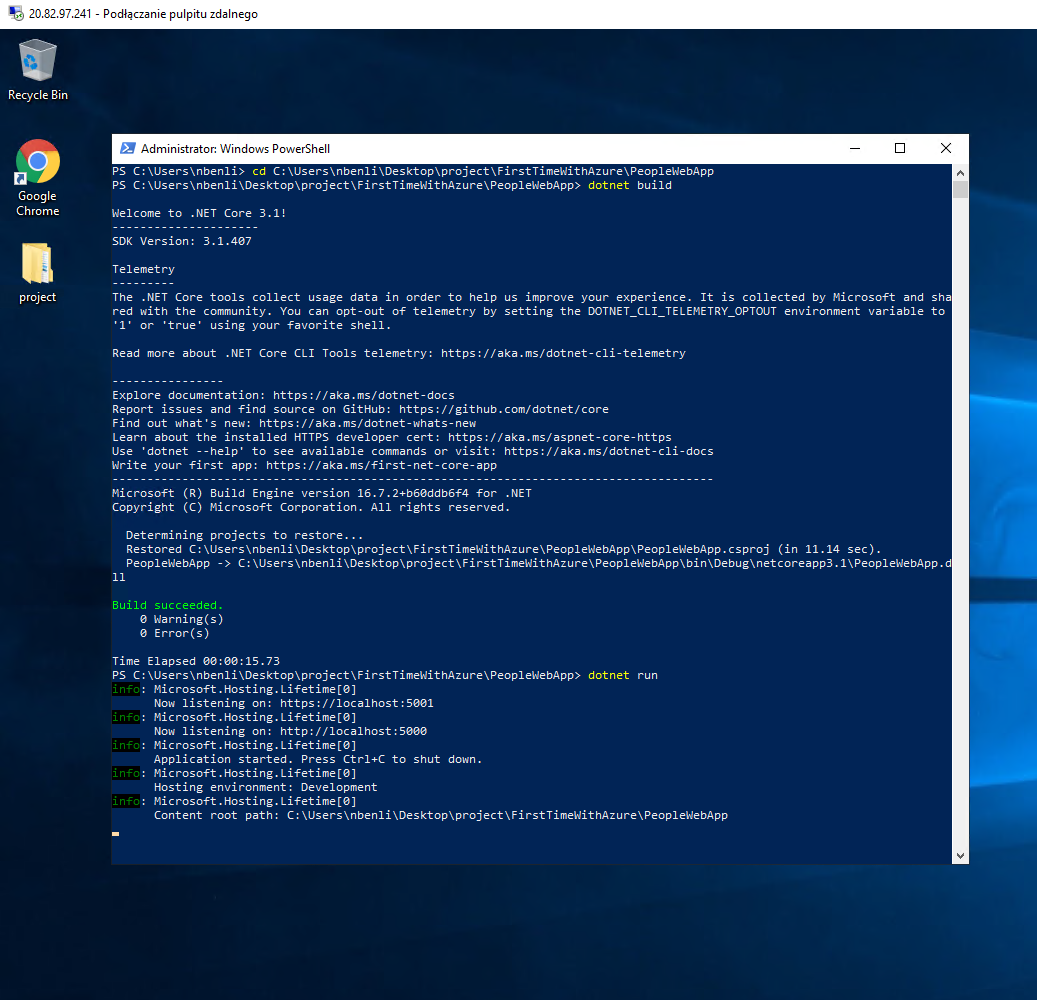 20.82.97.241 - Podłączanie pulpitu zdalnego
Recycle Bin
Google
Chrome
project
Administrator: Windows PowerShell
PS C:\Users\nbenli> cd C:\Users\nbenli\Desktop\project\FirstTimeWithAzure\PeopleWebApp
PS C:\Users\nbenli\Desktop\project\FirstTimeWithAzure\PeopleWebApp> dotnet build
Welcome to .NET Core 3.1!
---------------------
SDK Version: 3.1.407
Telemetry
---------
The .NET Core tools collect usage data in order to help us improve your experience. It is collected by Microsoft and sha
red with the community. You can opt-out of telemetry by setting the DOTNET_CLI_TELEMETRY_OPTOUT environment variable to
'1' or 'true' using your favorite shell.
Read more about .NET Core CLI Tools telemetry: https://aka.ms/dotnet-cli-telemetry
----------------
Explore documentation: https://aka.ms/dotnet-docs
Report issues and find source on GitHub: https://github.com/dotnet/core
Find out what's new: https://aka.ms/dotnet-whats-new
Learn about the installed HTTPS developer cert: https://aka.ms/aspnet-core-https
Use 'dotnet --help' to see available commands or visit: https://aka.ms/dotnet-cli-docs
Write your first app: https://aka.ms/first-net-core-app
--------------------------------------------------------------------------------------
Microsoft (R) Build Engine version 16.7.2+b60ddb6f4 for .NET
Copyright (C) Microsoft Corporation. All rights reserved.
Determining projects to restore...
Restored C:\Users\nbenli\Desktop\project\FirstTimeWithAzure\PeopleWebApp\PeopleWebApp.csproj (in 11.14 sec).
PeopleWebApp -> C:\Users\nbenli\Desktop\project\FirstTimeWithAzure\PeopleWebApp\bin\Debug\netcoreapp3.1\PeopleWebApp.d
ll
Build succeeded.
0 Warning(s)
0 Error(s)
Time Elapsed 00:00:15.73
PS C:\Users\nbenli\Desktop\project\FirstTimeWithAzure\PeopleWebApp> dotnet run
info: Microsoft.Hosting.Lifetime[0]
Now listening on: https://localhost:5001
info: Microsoft.Hosting.Lifetime[0]
Now listening on: http://localhost:5000
info: Microsoft.Hosting.Lifetime[0]
Application started. Press Ctrl+C to shut down.
info: Microsoft.Hosting.Lifetime[0]
Hosting environment: Development
info: Microsoft.Hosting.Lifetime[0]
Content root path: C:\Users\nbenli\Desktop\project\FirstTimeWithAzure\PeopleWebApp